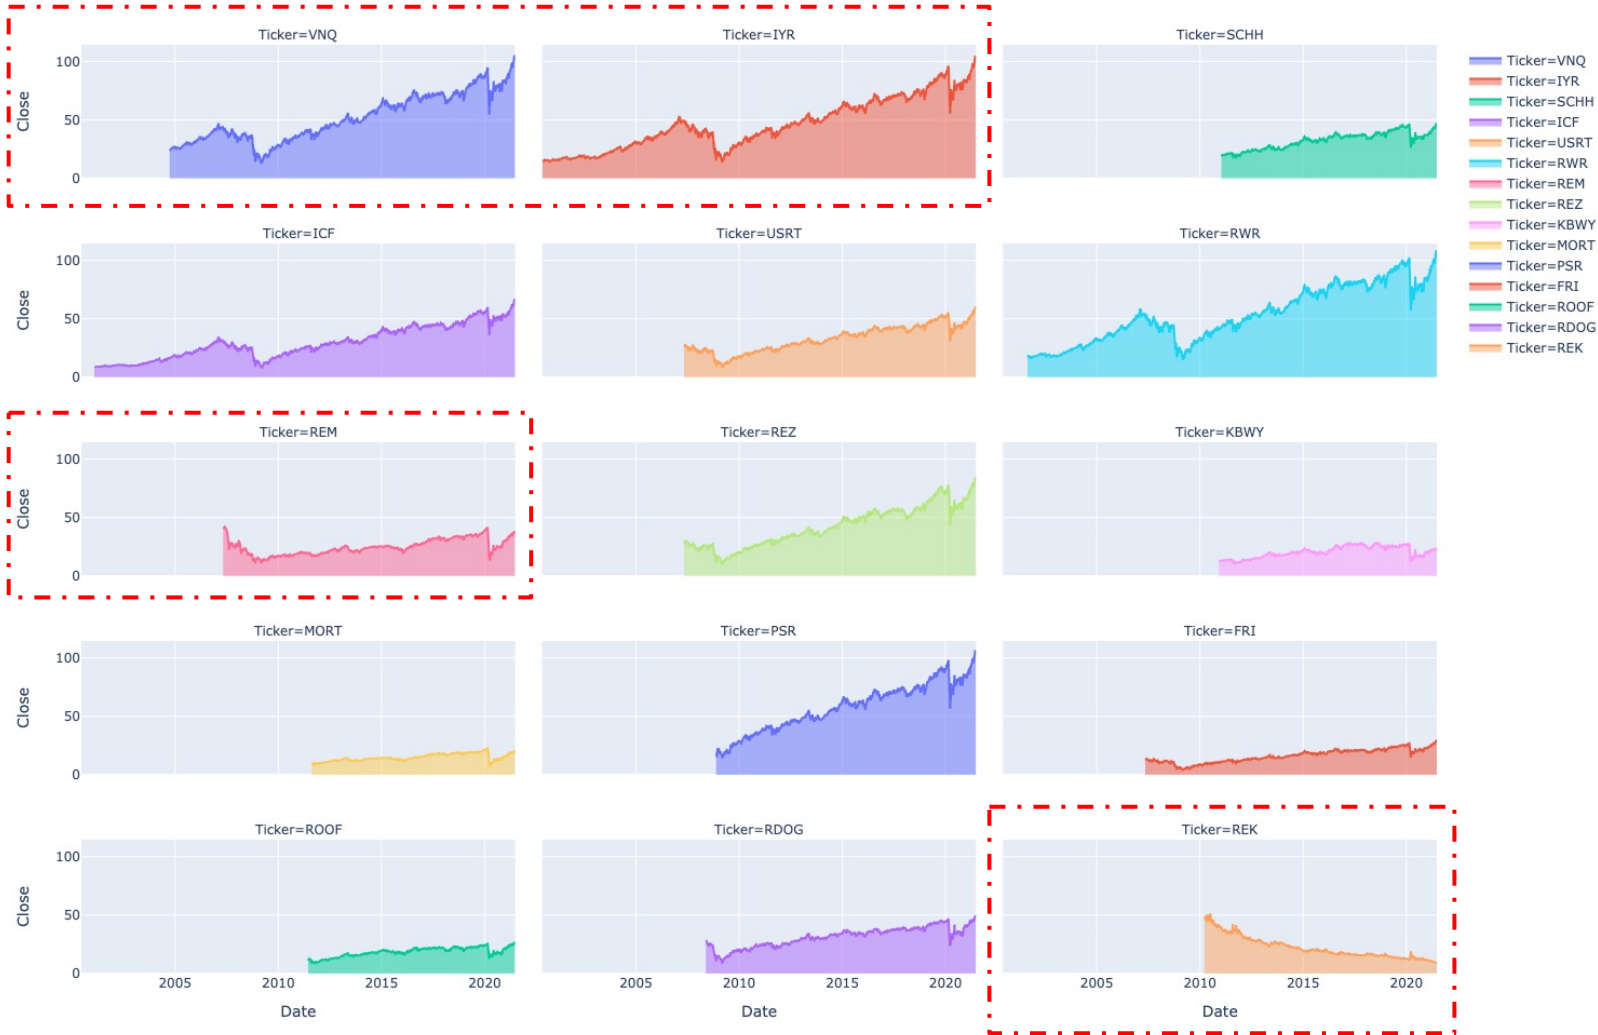 Ticker=VNQ
Ticker=IYR
Ticker=SCHH
Close
100
50
0
Ticker=ICF
Ticker=USRT
Ticker=RWR
Close
100
50
0
Ticker=REM
Ticker=REZ
Ticker=KBWY
Close
100
50
0
Ticker=MORT
Ticker=PSR
Ticker=FRI
Close
100
50
0
Ticker=ROOF
Ticker=RDOG
Ticker=REK
Close
100
50
0
2005 2010 2015 2020
2005 2010 2015 2020
2005 2010 2015 2020
Date
Date
Date
Ticker=VNQ
Ticker=IYR
Ticker=SCHH
Ticker=ICF
Ticker=USRT
Ticker=RWR
Ticker=REM
Ticker=REZ
Ticker=KBWY
Ticker=MORT
Ticker=PSR
Ticker=FRI
Ticker=ROOF
Ticker=RDOG
Ticker=REK